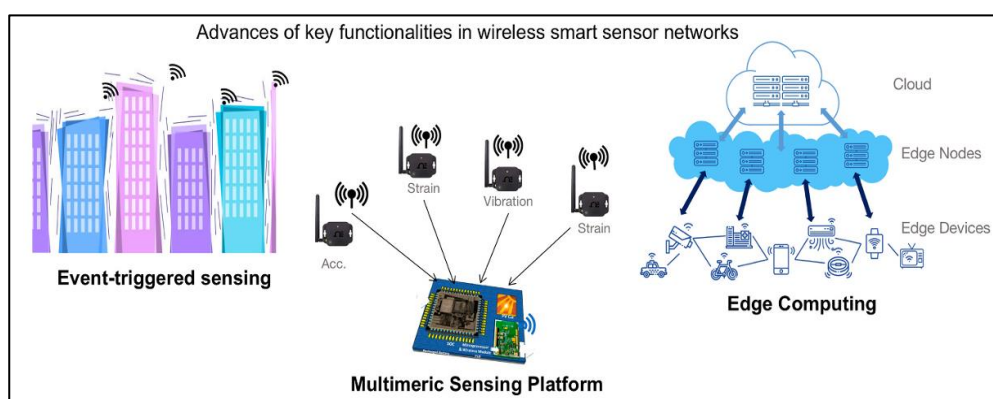 Advances of key functionalities in wireless smart sensor networks
Cloud
Edge Nodes
Edge Devices
Strain
Vibration
Strain
Acc.
Event-triggered sensing
Edge Computing
Multimeric Sensing Platform